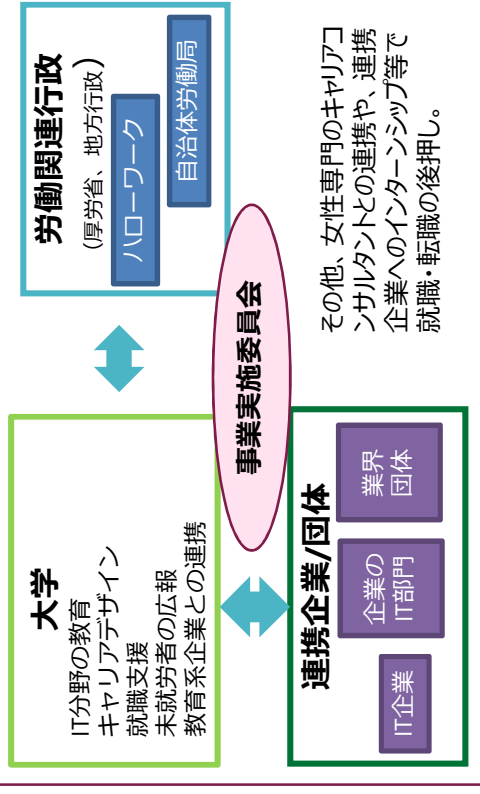 大学
IT分野の教育
キャリアデザイン
就職支援
未就労者の広報
教育系企業との連携
労働関連行政
(厚労省、地方行政)
ハローワーク
自治体労働局
事業実施委員会
連携企業/団体
IT企業
企業の
IT部門
業界
団体
その他、女性専門のキャリアコ
ンサルタントとの連携や、連携
企業へのインターンシップ等で
就職・転職の後押し。